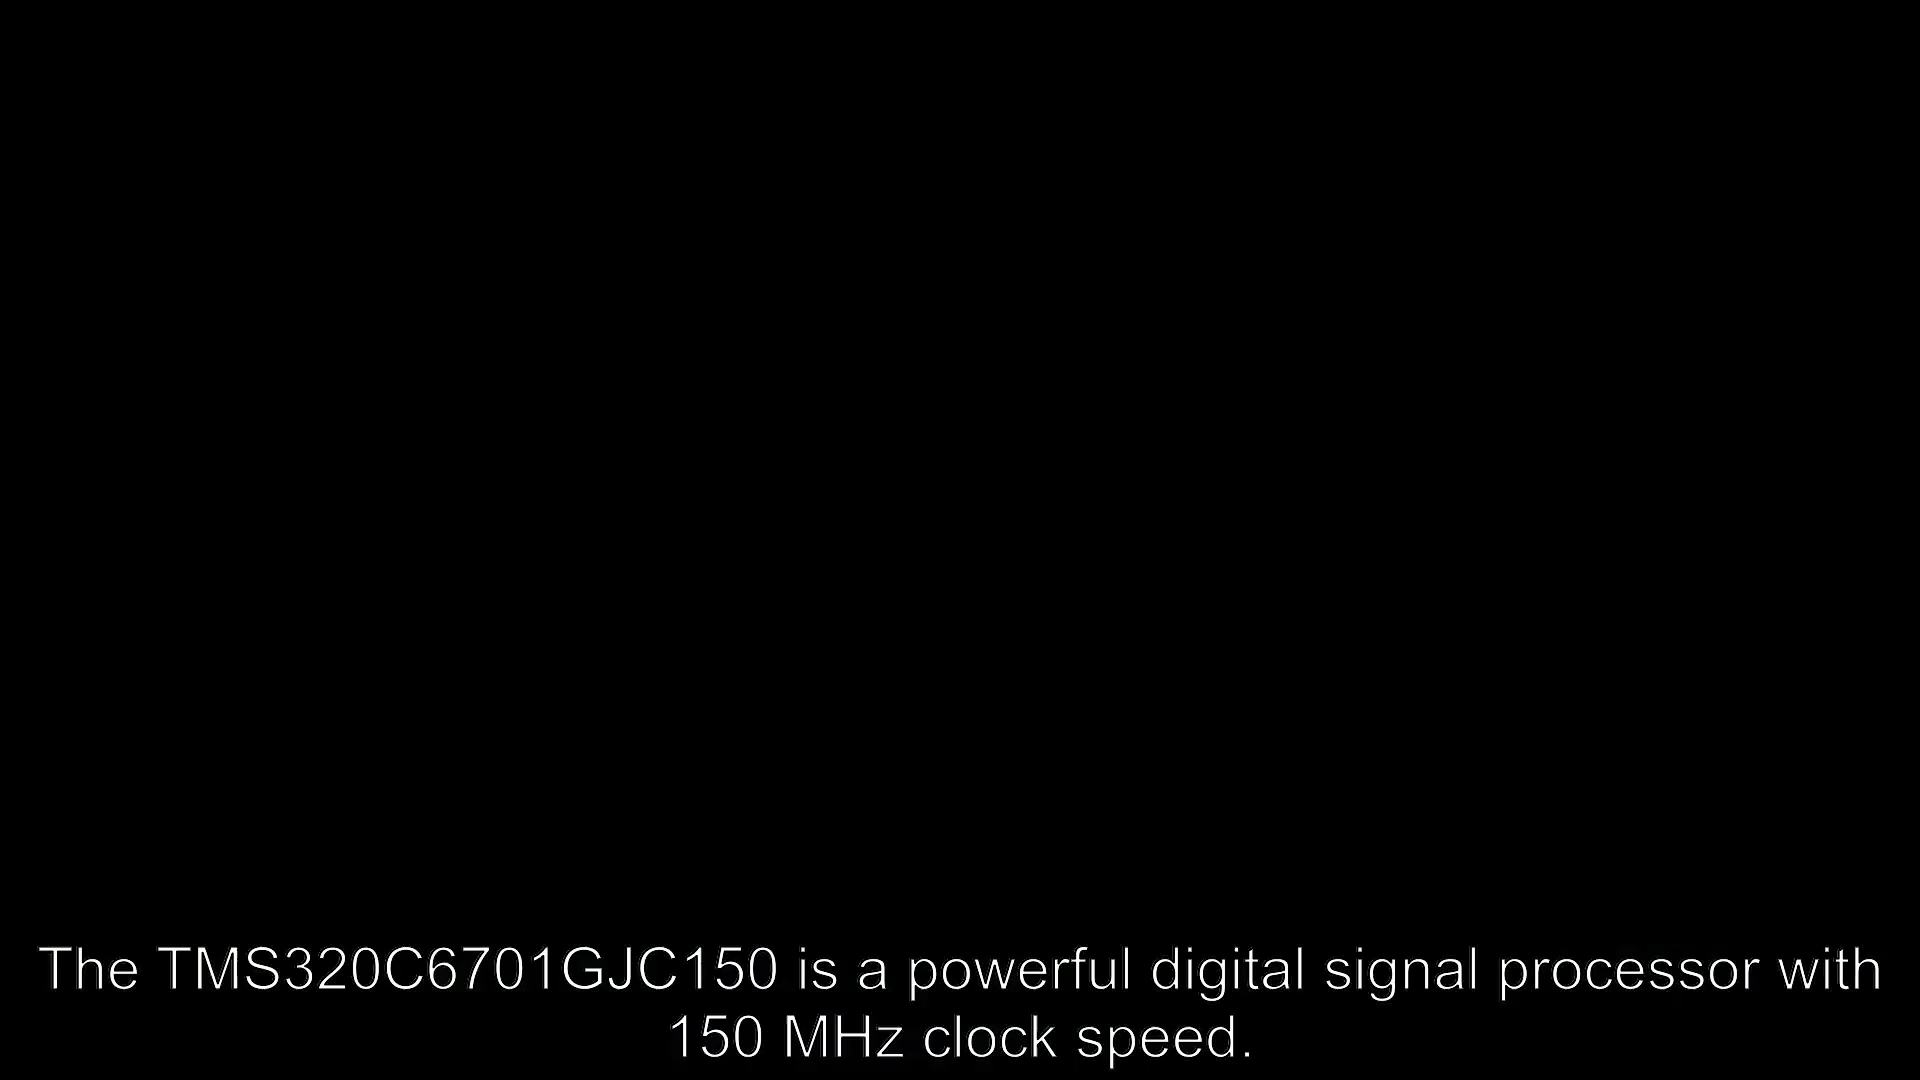 The TMS320C6701GJC150 is a powerful digital signal processor with
150 MHz clock speed.